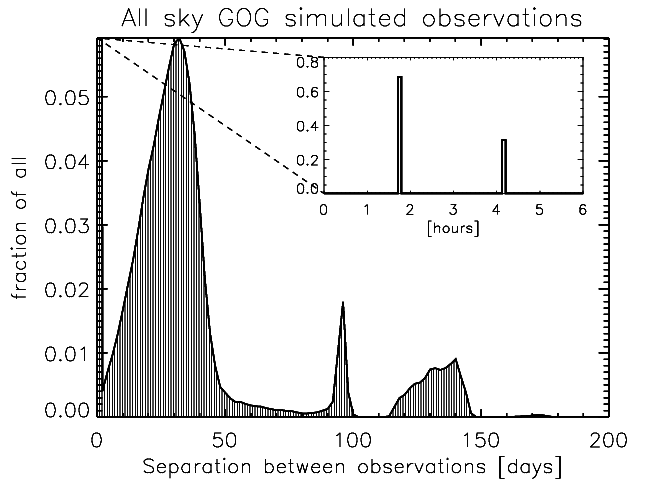 All sky GOG simulated observations
fraction of all
0.05
0.04
0.03
0.02
0.01
0.00
0 50 100 150 200
Separation between observations [days]
0.8
0.6
0.4
0.2
0.0
0 1 2 3 4 5 6
[hours]